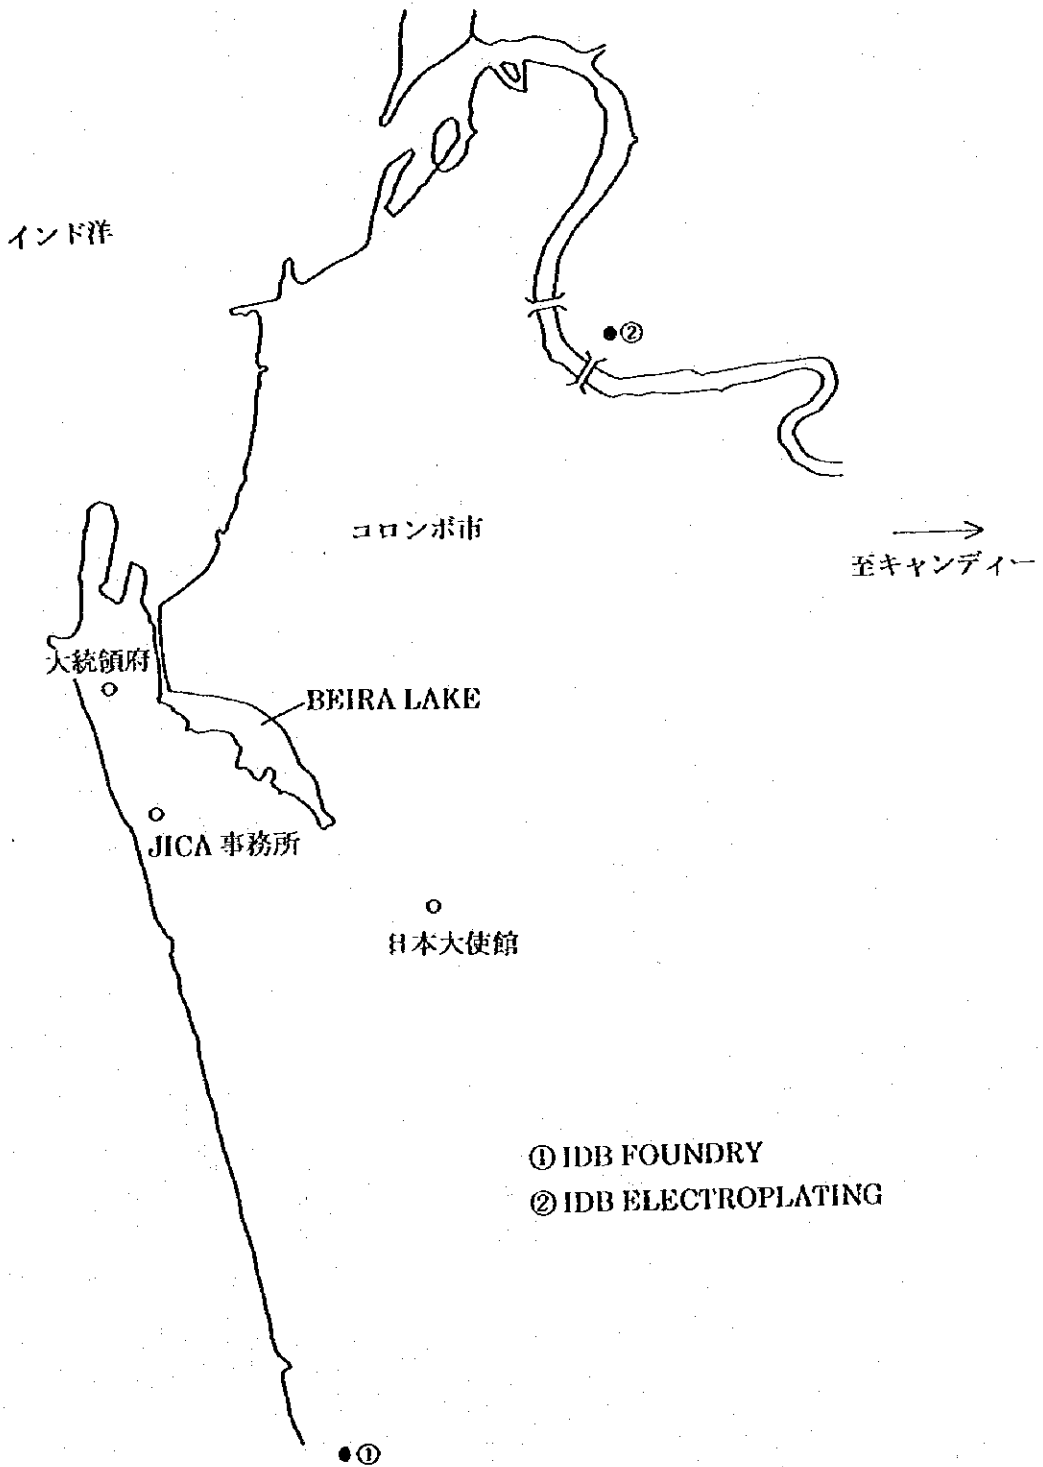 インド洋
②
コロンボ市
至キャンディー
大統領府
BEIRA LAKE
JICA 事務所
日本大使館
① IDB FOUNDRY
② IDB ELECTROPLATING
①